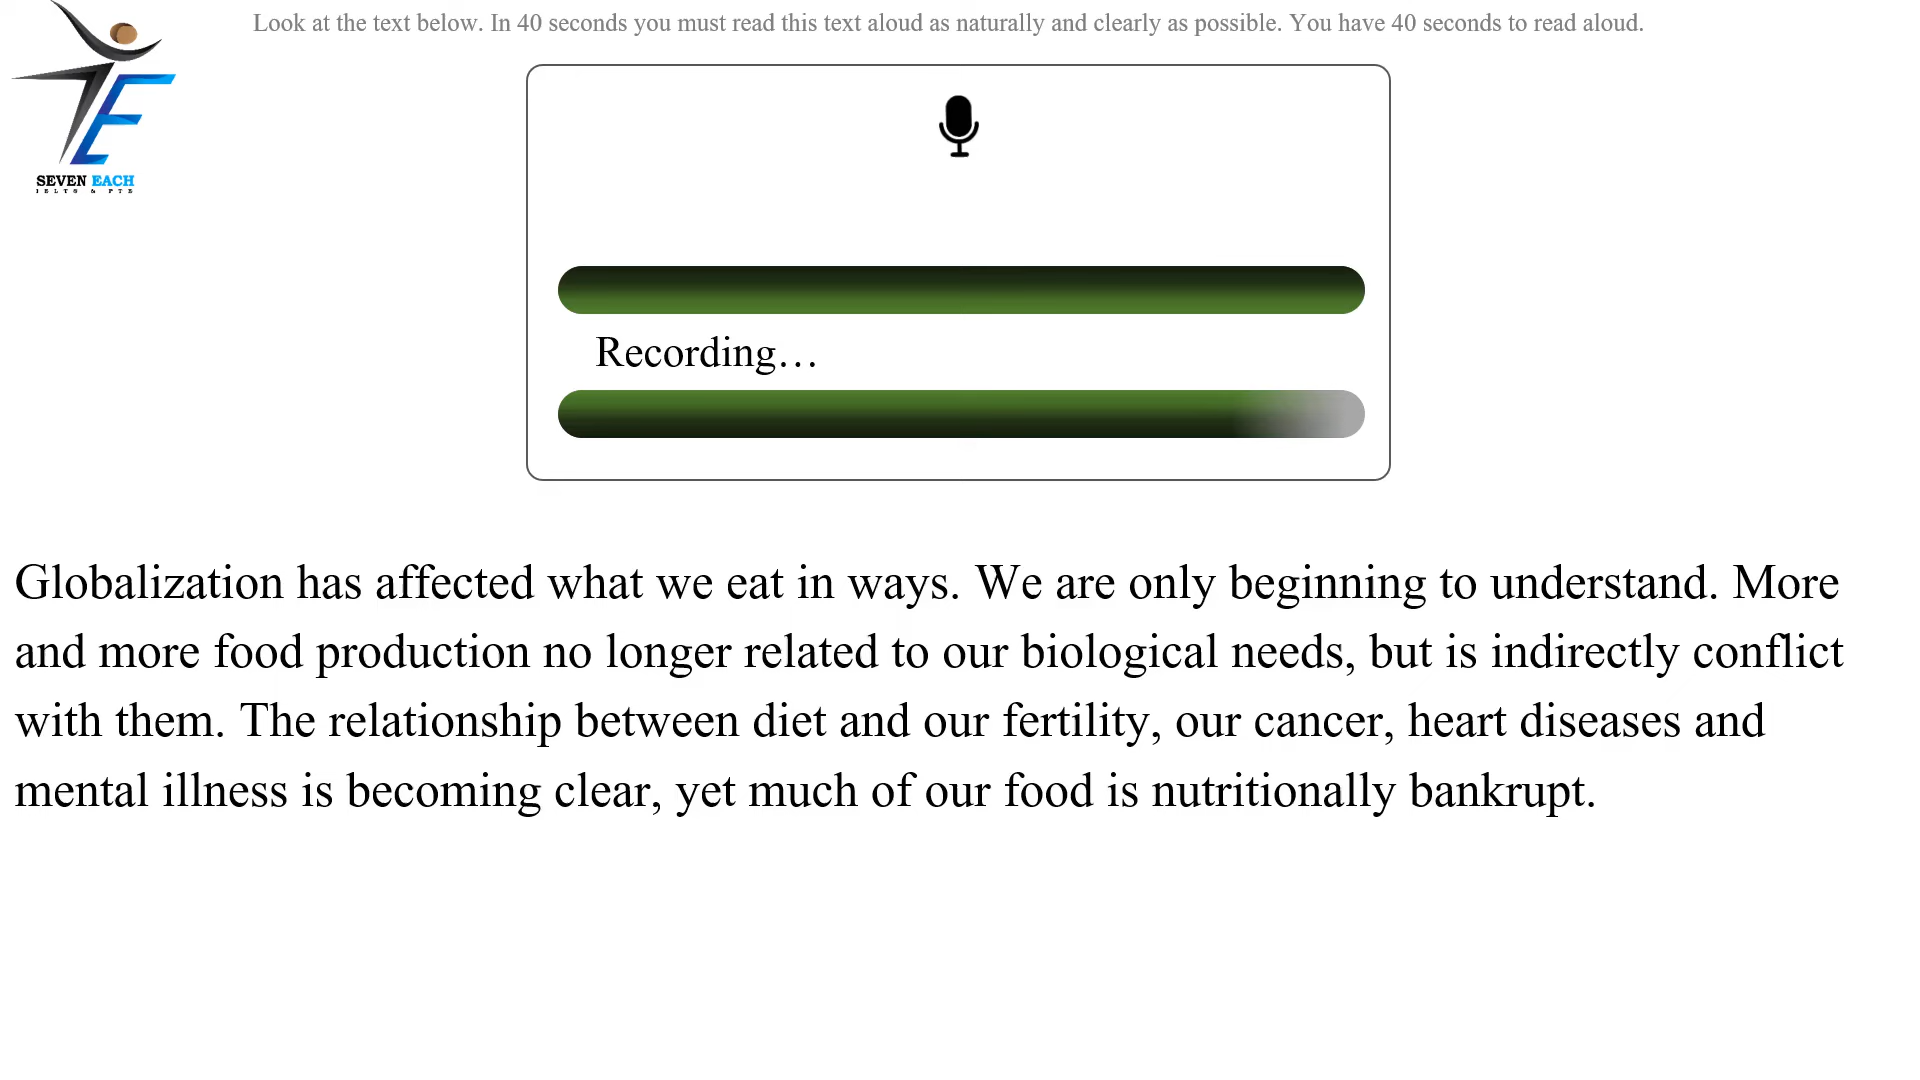 Look at the text below. In 40 seconds you must read this text aloud as naturally and clearly as possible. You have 40 seconds to read aloud.
SEVEN EACH
IELTS & PTE
Recording…
Globalization has affected what we eat in ways. We are only beginning to understand. More
and more food production no longer related to our biological needs, but is indirectly conflict
with them. The relationship between diet and our fertility, our cancer, heart diseases and
mental illness is becoming clear, yet much of our food is nutritionally bankrupt.